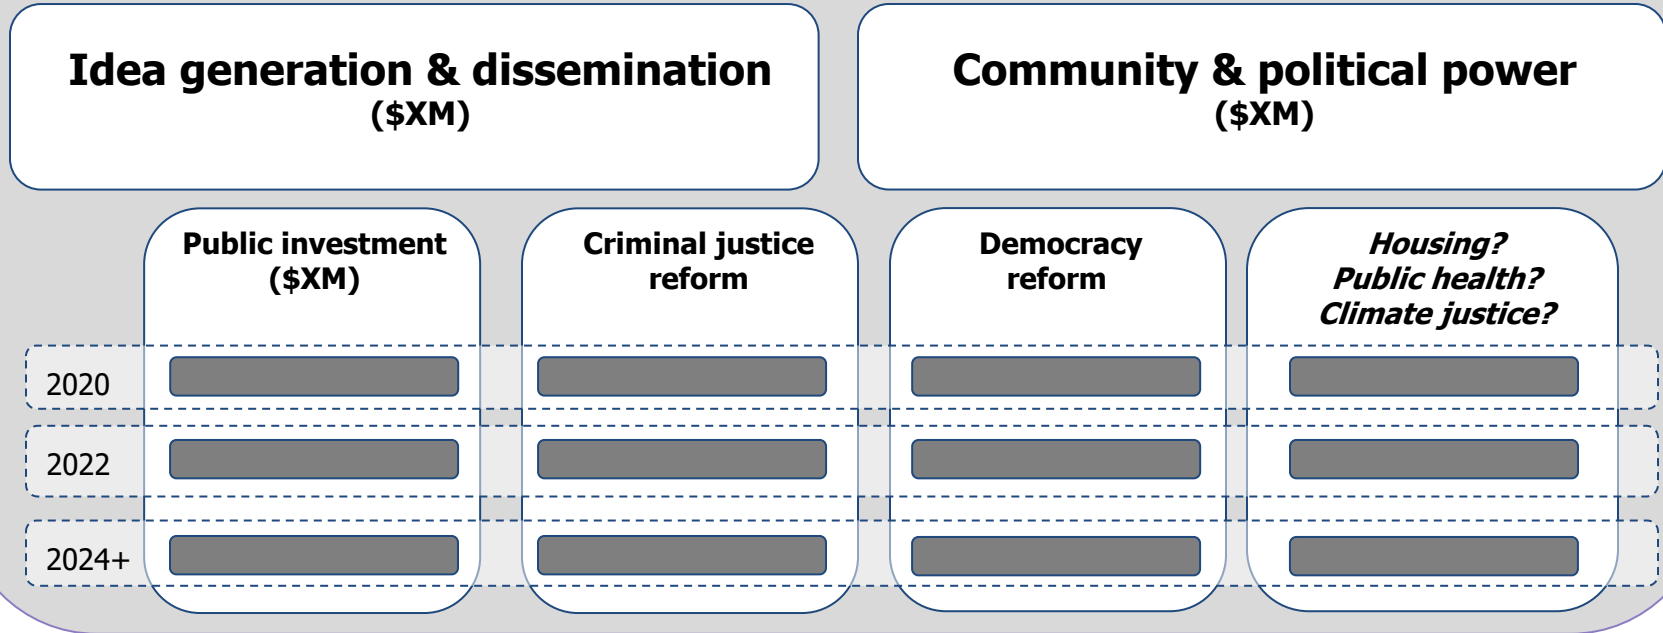 Idea generation & dissemination
($XM)
Community & political power
($XM)
Public investment
($XM)
Criminal justice
reform
Democracy
reform
Housing?
Public health?
Climate justice?
2020
2022
2024+